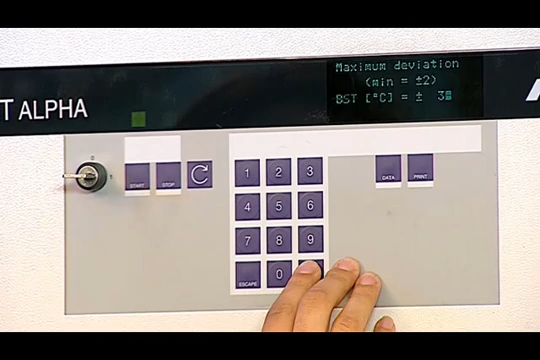 Maximum deviation
(min = ±2)
BST [°C] = ± 3
T ALPHA
START STOP
1 2 3
4 5 6
7 8 9
ESCAPE 0
DATA PRINT